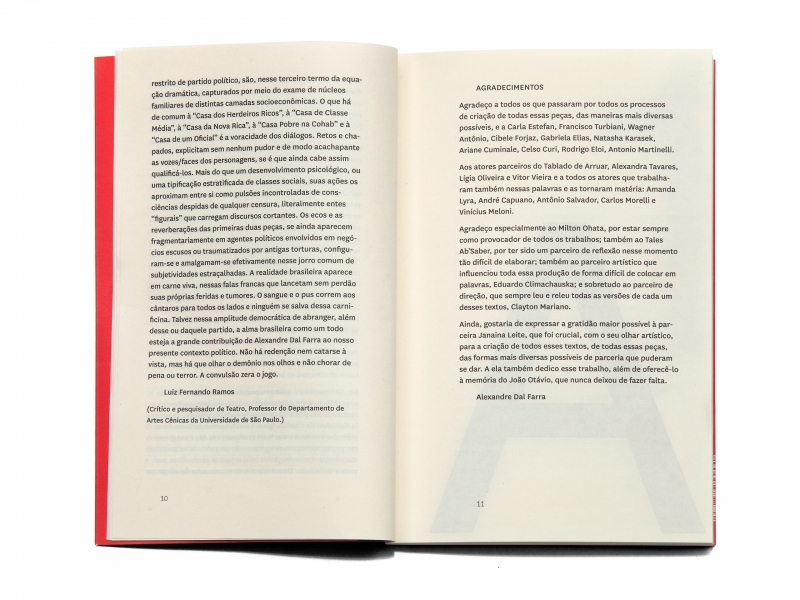 restrito de partido político, são, nesse terceiro termo da equa-
ção dramática, capturados por meio do exame de núcleos
familiares de distintas camadas socioeconômicas. O que há
de comum à “Casa dos Herdeiros Ricos”, à “Casa de Classe
Média”, à “Casa da Nova Rica”, à “Casa Pobre na Cohab” e à
“Casa de um Oficial” é a voracidade dos diálogos. Retos e cha-
pados, explicitam sem nenhum pudor e de modo acachapante
as vozes/faces dos personagens, se é que ainda cabe assim
qualificá-los. Mais do que um desenvolvimento psicológico, ou
uma tipificação estratificada de classes sociais, suas ações os
aproximam entre si como pulsões incontroladas de cons-
ciências despidas de qualquer censura, literalmente entes
“figurais” que carregam discursos cortantes. Os ecos e as
reverberações das primeiras duas peças, se ainda aparecem
fragmentariamente em agentes políticos envolvidos em negó-
cios escusos ou traumatizados por antigas torturas, configu-
ram-se e amalgamam-se efetivamente nesse jorro comum de
subjetividades estraçalhadas. A realidade brasileira aparece
em carne viva, nessas falas francas que lancetam sem perdão
suas próprias feridas e tumores. O sangue e o pus correm aos
cântaros para todos os lados e ninguém se salva dessa carni-
ficina. Talvez nessa amplitude democrática de abranger, além
desse ou daquele partido, a alma brasileira como um todo
esteja a grande contribuição de Alexandre Dal Farra ao nosso
presente contexto político. Não há redenção nem catarse à
vista, mas há que olhar o demônio nos olhos e não chorar de
pena ou terror. A convulsão zera o jogo.
Luiz Fernando Ramos
(Crítico e pesquisador de Teatro, Professor do Departamento de
Artes Cênicas da Universidade de São Paulo.)
10
AGRADECIMENTOS
Agradeço a todos os que passaram por todos os processos
de criação de todas essas peças, das maneiras mais diversas
possíveis, e a Carla Estefan, Francisco Turbiani, Wagner
Antônio, Cibele Forjaz, Gabriela Elias, Natasha Karasek,
Ariane Cuminale, Celso Curi, Rodrigo Eloi, Antonio Martinelli.
Aos atores parceiros do Tablado de Arruar, Alexandra Tavares,
Ligia Oliveira e Vitor Vieira e a todos os atores que trabalha-
ram também nessas palavras e as tornaram matéria: Amanda
Lyra, André Capuano, Antônio Salvador, Carlos Morelli e
Vinícius Meloni.
Agradeço especialmente ao Milton Ohata, por estar sempre
como provocador de todos os trabalhos; também ao Tales
Ab’Saber, por ter sido um parceiro de reflexão nesse momento
tão difícil de elaborar; também ao parceiro artístico que
influenciou toda essa produção de forma difícil de colocar em
palavras, Eduardo Climachauska; e sobretudo ao parceiro de
direção, que sempre leu e releu todas as versões de cada um
desses textos, Clayton Mariano.
Ainda, gostaria de expressar a gratidão maior possível à par-
ceira Janaina Leite, que foi crucial, com o seu olhar artístico,
para a criação de todos esses textos, de todas essas peças,
das formas mais diversas possíveis de parceria que puderam
se dar. A ela também dedico esse trabalho, além de oferecê-lo
à memória do João Otávio, que nunca deixou de fazer falta.
Alexandre Dal Farra
11